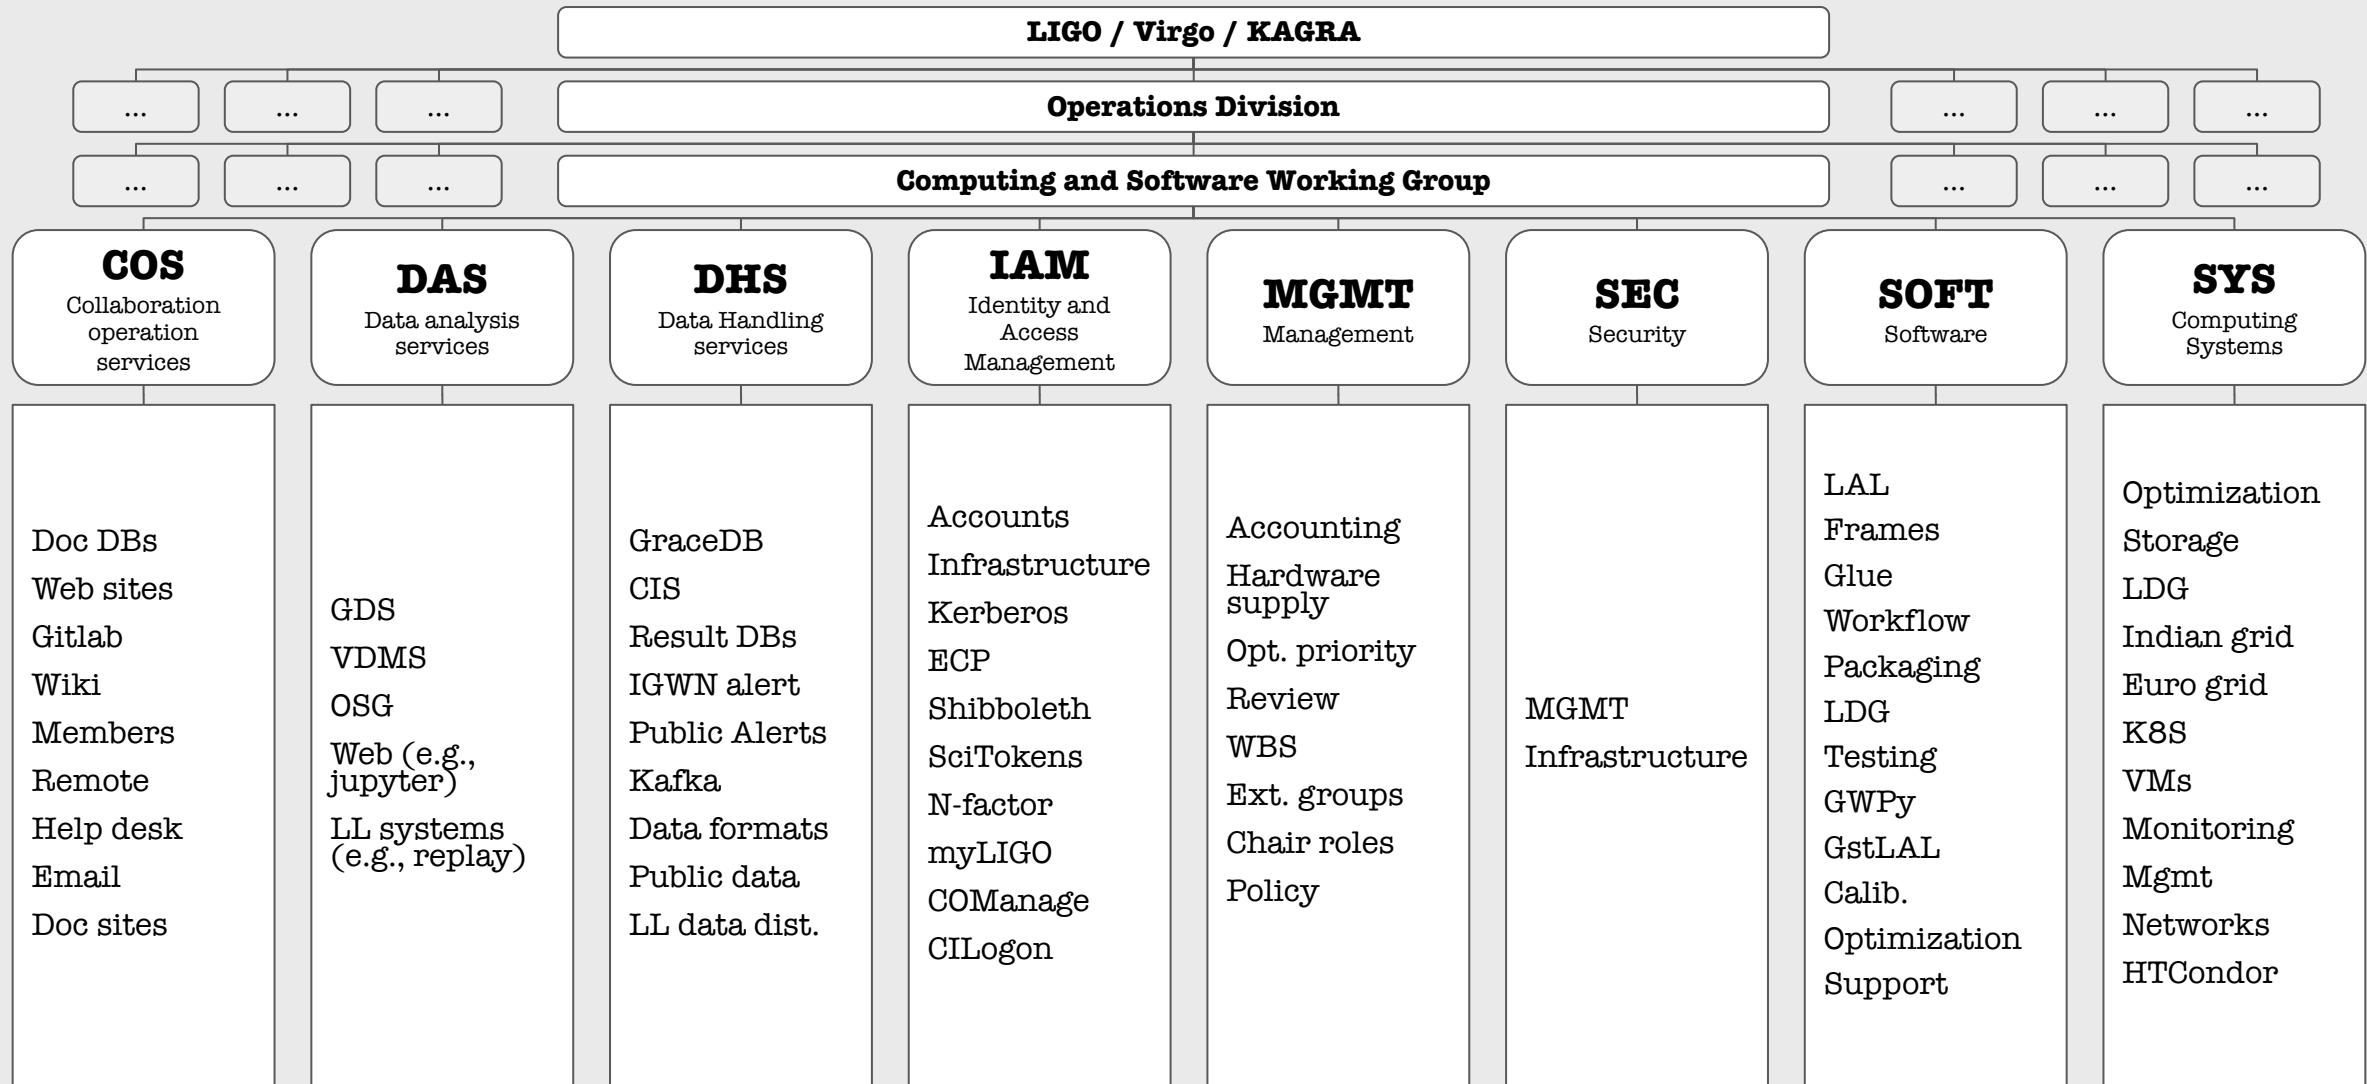 LIGO / Virgo / KAGRA
...
...
...
Operations Division
...
...
...
...
...
...
Computing and Software Working Group
...
...
...
COS
Collaboration
operation
services
DAS
Data analysis
services
DHS
Data Handling
services
IAM
Identity and
Access
Management
MGMT
Management
SEC
Security
SOFT
Software
SYS
Computing
Systems
Doc DBs
Web sites
Gitlab
Wiki
Members
Remote
Help desk
Email
Doc sites
GDS
VDMS
OSG
Web (e.g.,
jupyter)
LL systems
(e.g., replay)
GraceDB
CIS
Result DBs
IGWN alert
Public Alerts
Kafka
Data formats
Public data
LL data dist.
Accounts
Infrastructure
Kerberos
ECP
Shibboleth
SciTokens
N-factor
myLIGO
COManage
CILogon
Accounting
Hardware
supply
Opt. priority
Review
WBS
Ext. groups
Chair roles
Policy
MGMT
Infrastructure
LAL
Frames
Glue
Workflow
Packaging
LDG
Testing
GWPy
GstLAL
Calib.
Optimization
Support
Optimization
Storage
LDG
Indian grid
Euro grid
K8S
VMs
Monitoring
Mgmt
Networks
HTCondor